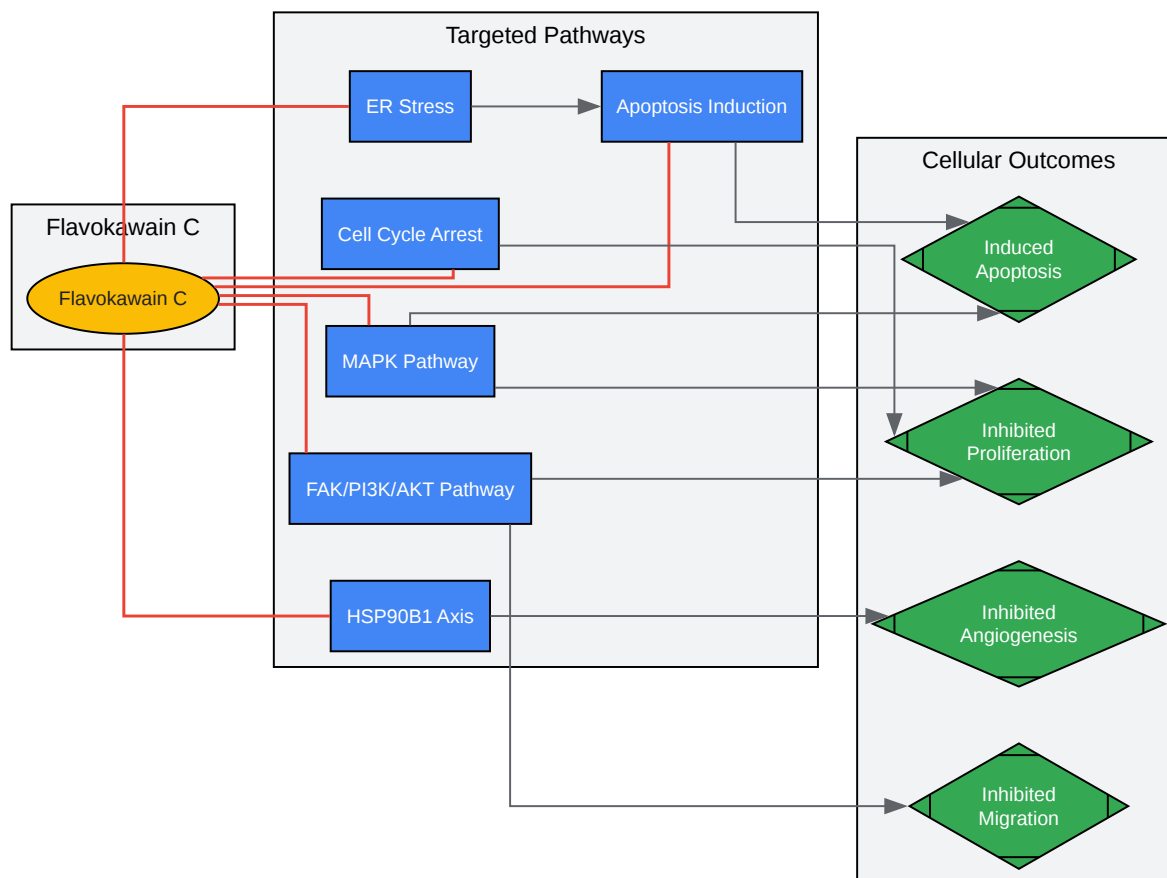 Targeted Pathways
ER Stress
Apoptosis Induction
Cellular Outcomes
Flavokawain C
Cell Cycle Arrest
Induced
Apoptosis
Flavokawain C
MAPK Pathway
Inhibited
Proliferation
FAK/PI3K/AKT Pathway
HSP90B1 Axis
Inhibited
Angiogenesis
Inhibited
Migration